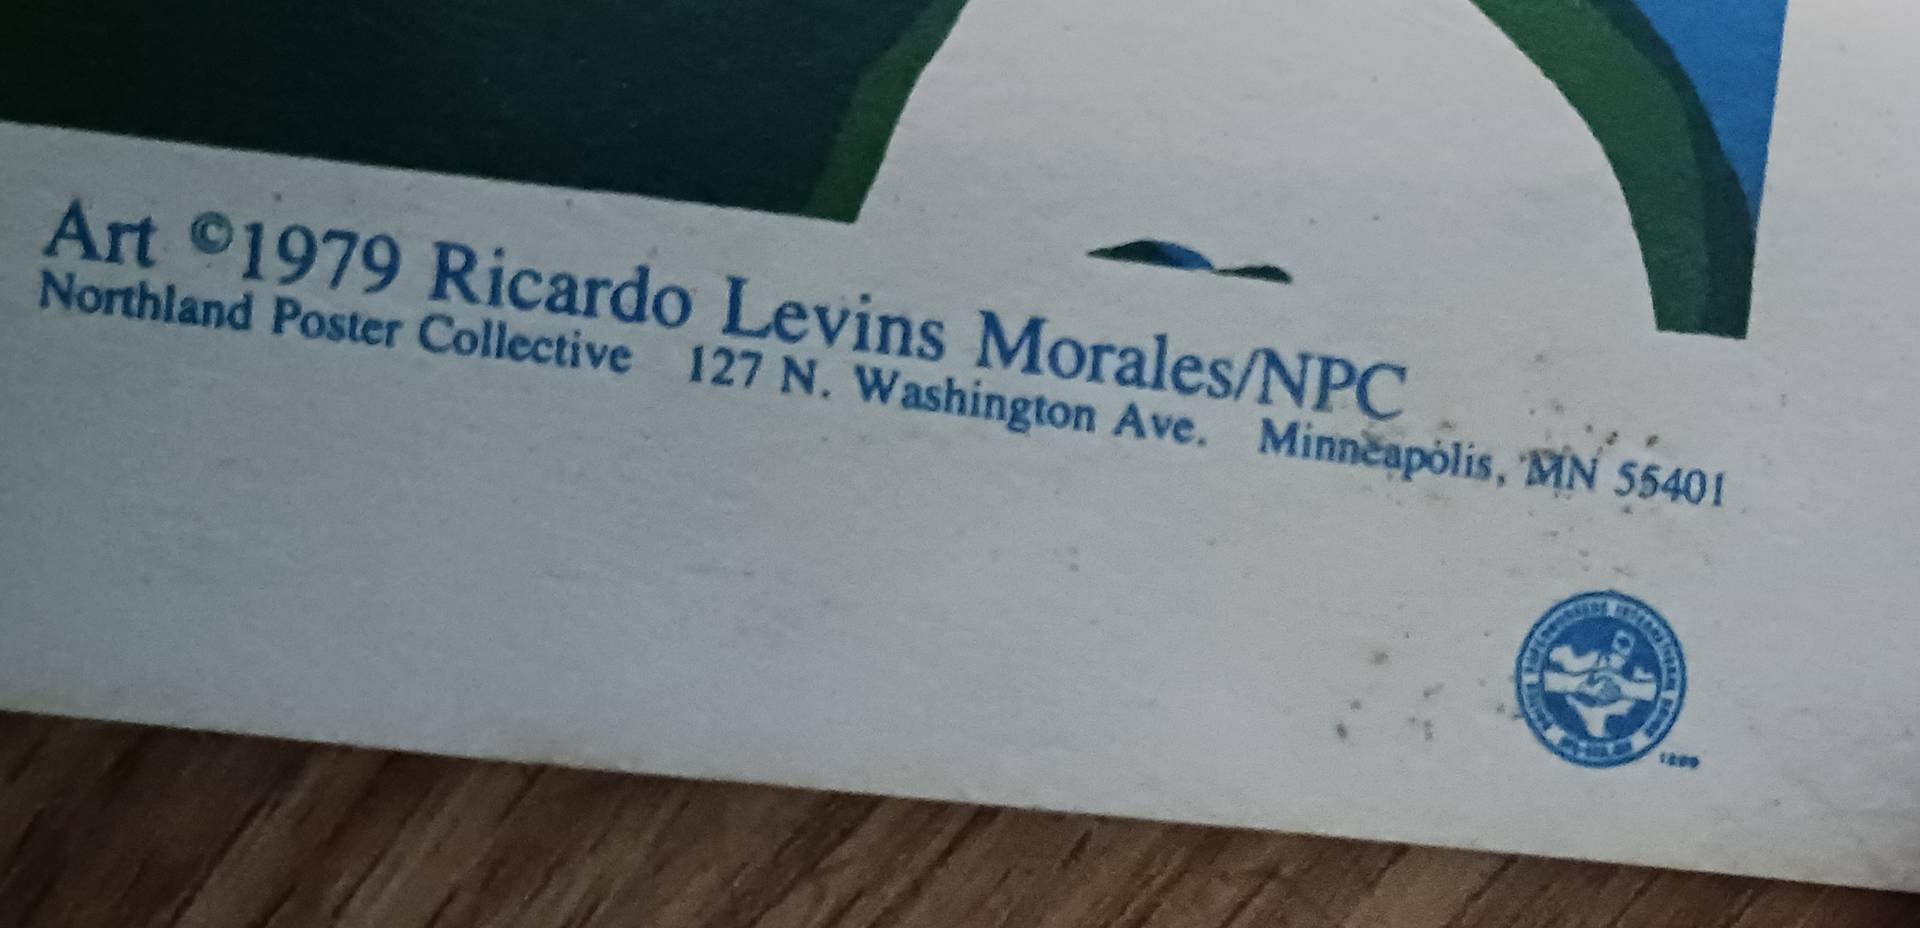 Art ©1979 Ricardo Levins Morales/NPC
Northland Poster Collective 127 N. Washington Ave. Minneapolis, MN 55401